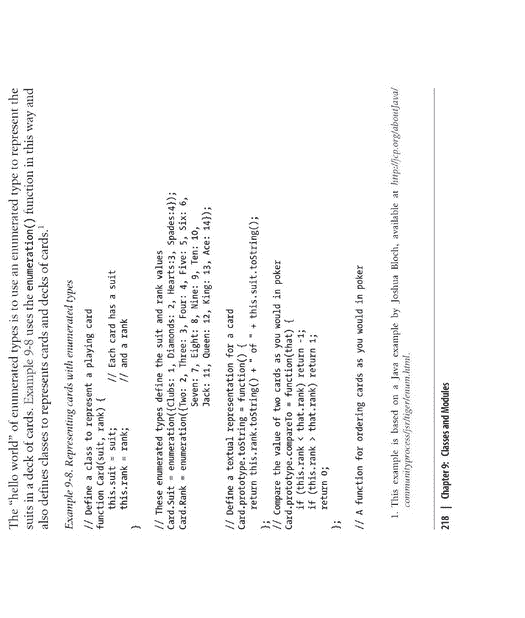 The “hello world” of enumerated types is to use an enumerated type to represent the
suits in a deck of cards. Example 9-8 uses the enumeration() function in this way and
also defines classes to represents cards and decks of cards.1
Example 9-8. Representing cards with enumerated types
// Define a class to represent a playing card
function Card(suit, rank) {
this.suit = suit; // Each card has a suit
this.rank = rank; // and a rank
}
// These enumerated types define the suit and rank values
Card.Suit = enumeration({Clubs: 1, Diamonds: 2, Hearts:3, Spades:4});
Card.Rank = enumeration({Two: 2, Three: 3, Four: 4, Five: 5, Six: 6,
Seven: 7, Eight: 8, Nine: 9, Ten: 10,
Jack: 11, Queen: 12, King: 13, Ace: 14});
// Define a textual representation for a card
Card.prototype.toString = function() {
return this.rank.toString() + " of " + this.suit.toString();
};
// Compare the value of two cards as you would in poker
Card.prototype.compareTo = function(that) {
if (this.rank < that.rank) return -1;
if (this.rank > that.rank) return 1;
return 0;
};
// A function for ordering cards as you would in poker
1. This example is based on a Java example by Joshua Bloch, available at http://jcp.org/aboutJava/
communityprocess/jsr/tiger/enum.html.
218 | Chapter 9: Classes and Modules